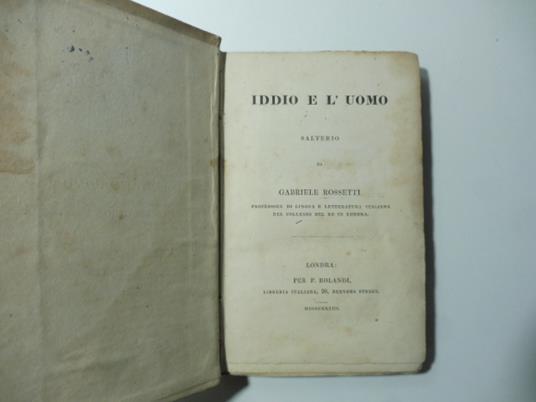 IDDIO E L' UOMO
SALTERIO
DI
GABRIELE ROSSETTI
PROFESSORE DI LINGUA E LETTERATURA ITALIANA
NEL COLLEGIO DEL RE IN LONDRA.
LONDRA:
PER P. ROLANDI,
LIBRERIA ITALIANA, 20, BERNERS STREET.
MDCCCXXXIII.